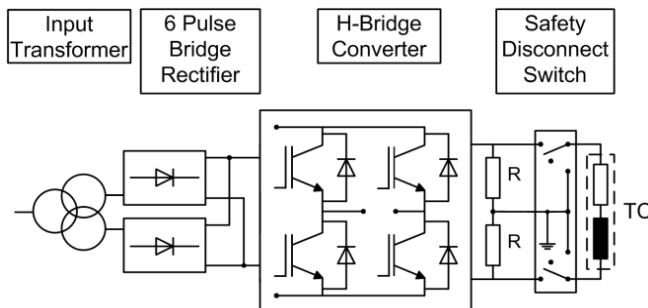 Input
Transformer
6 Pulse
Bridge
Rectifier
H-Bridge
Converter
Safety
Disconnect
Switch
R
R
TC